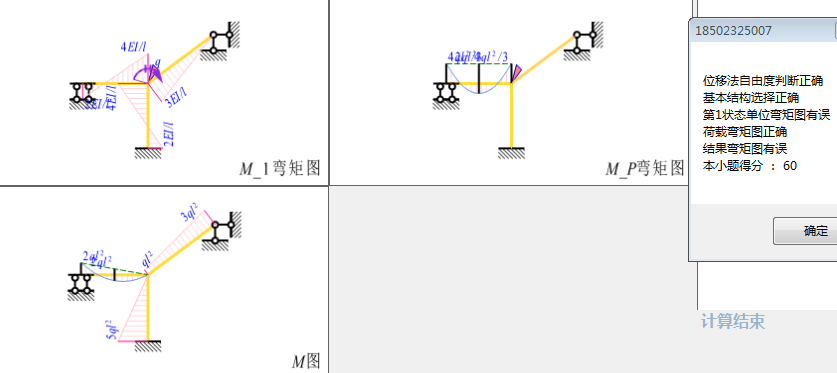 18502325007
位移法自由度判断正确
基本结构选择正确
第1状态单位弯矩图有误
荷载弯矩图正确
结果弯矩图有误
本小题得分 ： 60
确定
计算结束
4EI/l
4EI/l
3EI/l
2EI/l
M_1弯矩图
M_P弯矩图
3ql²
ql²
5ql²
M图